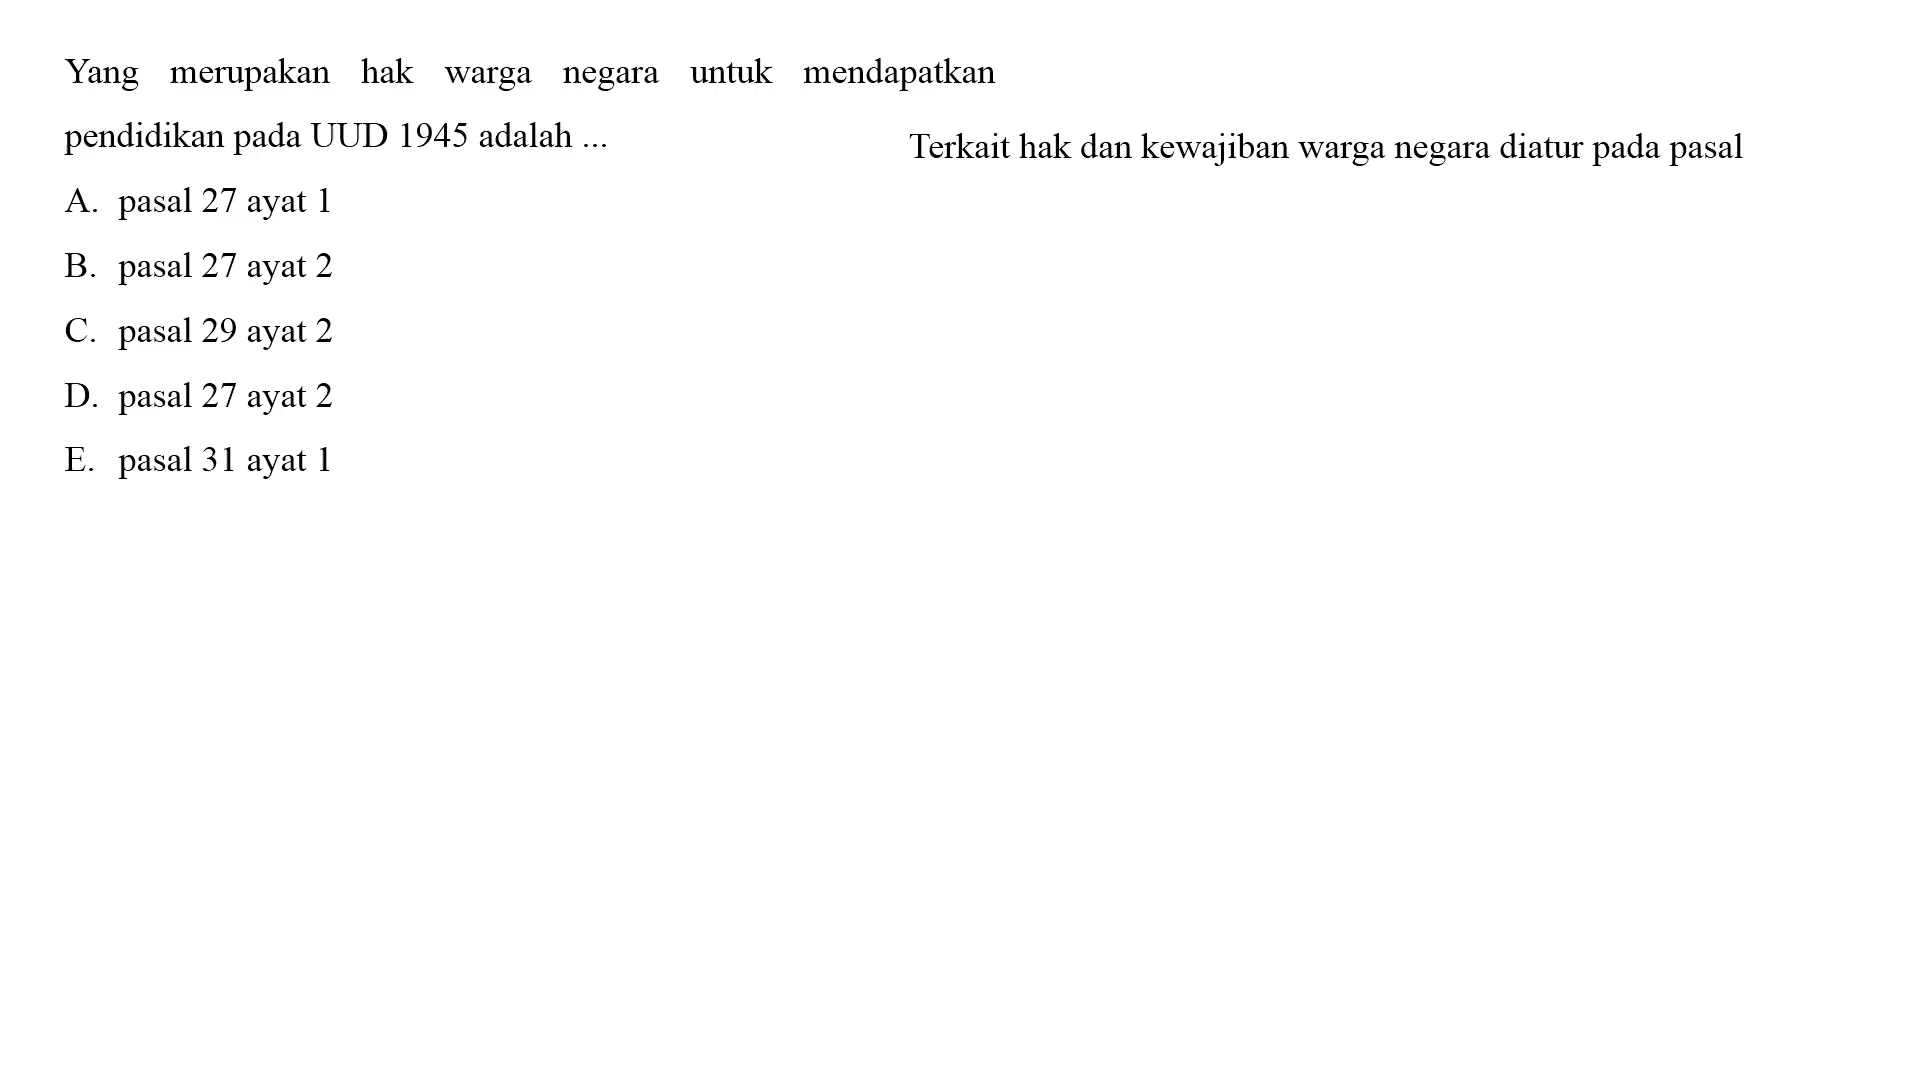 Yang merupakan hak warga negara untuk mendapatkan
pendidikan pada UUD 1945 adalah ...
A. pasal 27 ayat 1
B. pasal 27 ayat 2
C. pasal 29 ayat 2
D. pasal 27 ayat 2
E. pasal 31 ayat 1
Terkait hak dan kewajiban warga negara diatur pada pasal